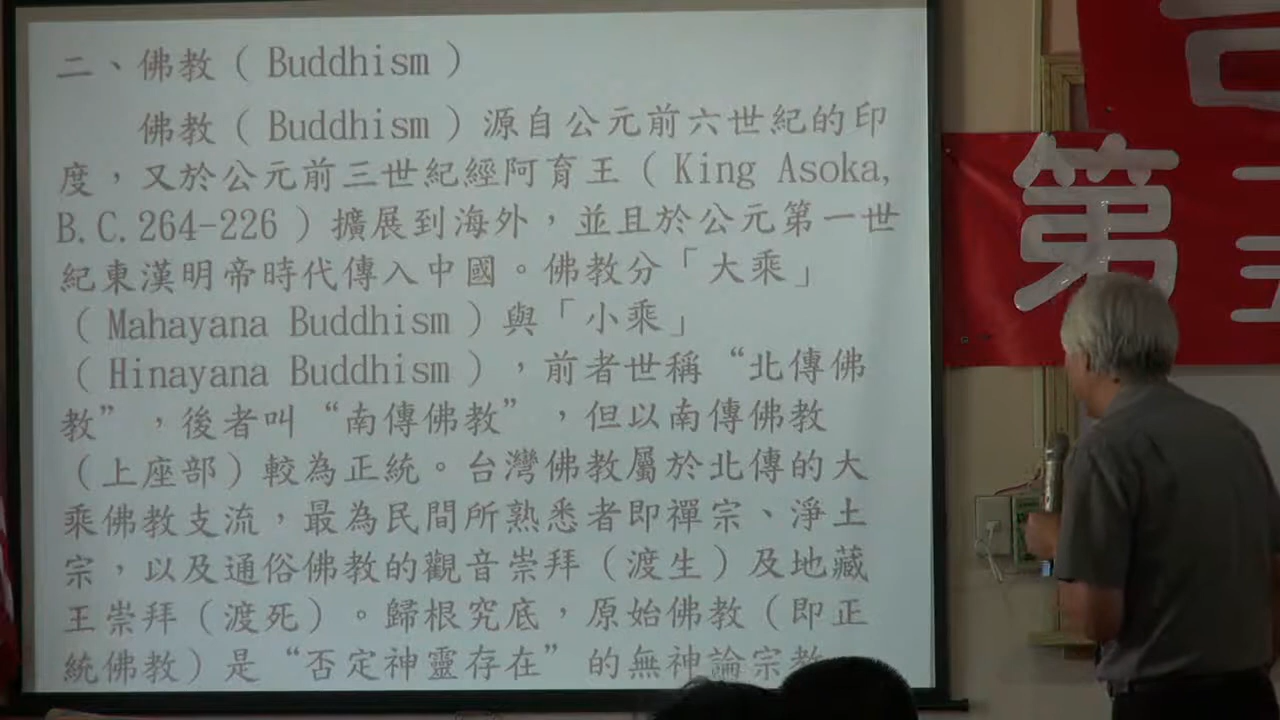 二、佛教（Buddhism）
佛教（Buddhism）源自公元前六世紀的印
度，又於公元前三世紀經阿育王（King Asoka,
B.C.264-226）擴展到海外，並且於公元第一世
紀東漢明帝時代傳入中國。佛教分「大乘」
（Mahayana Buddhism）與「小乘」
（Hinayana Buddhism），前者世稱“北傳佛
教”，後者叫“南傳佛教”，但以南傳佛教
（上座部）較為正統。台灣佛教屬於北傳的大
乘佛教支流，最為民間所熟悉者即禪宗、淨土
宗，以及通俗佛教的觀音崇拜（渡生）及地藏
王崇拜（渡死）。歸根究底，原始佛教（即正
統佛教）是“否定神靈存在”的無神論宗教
第